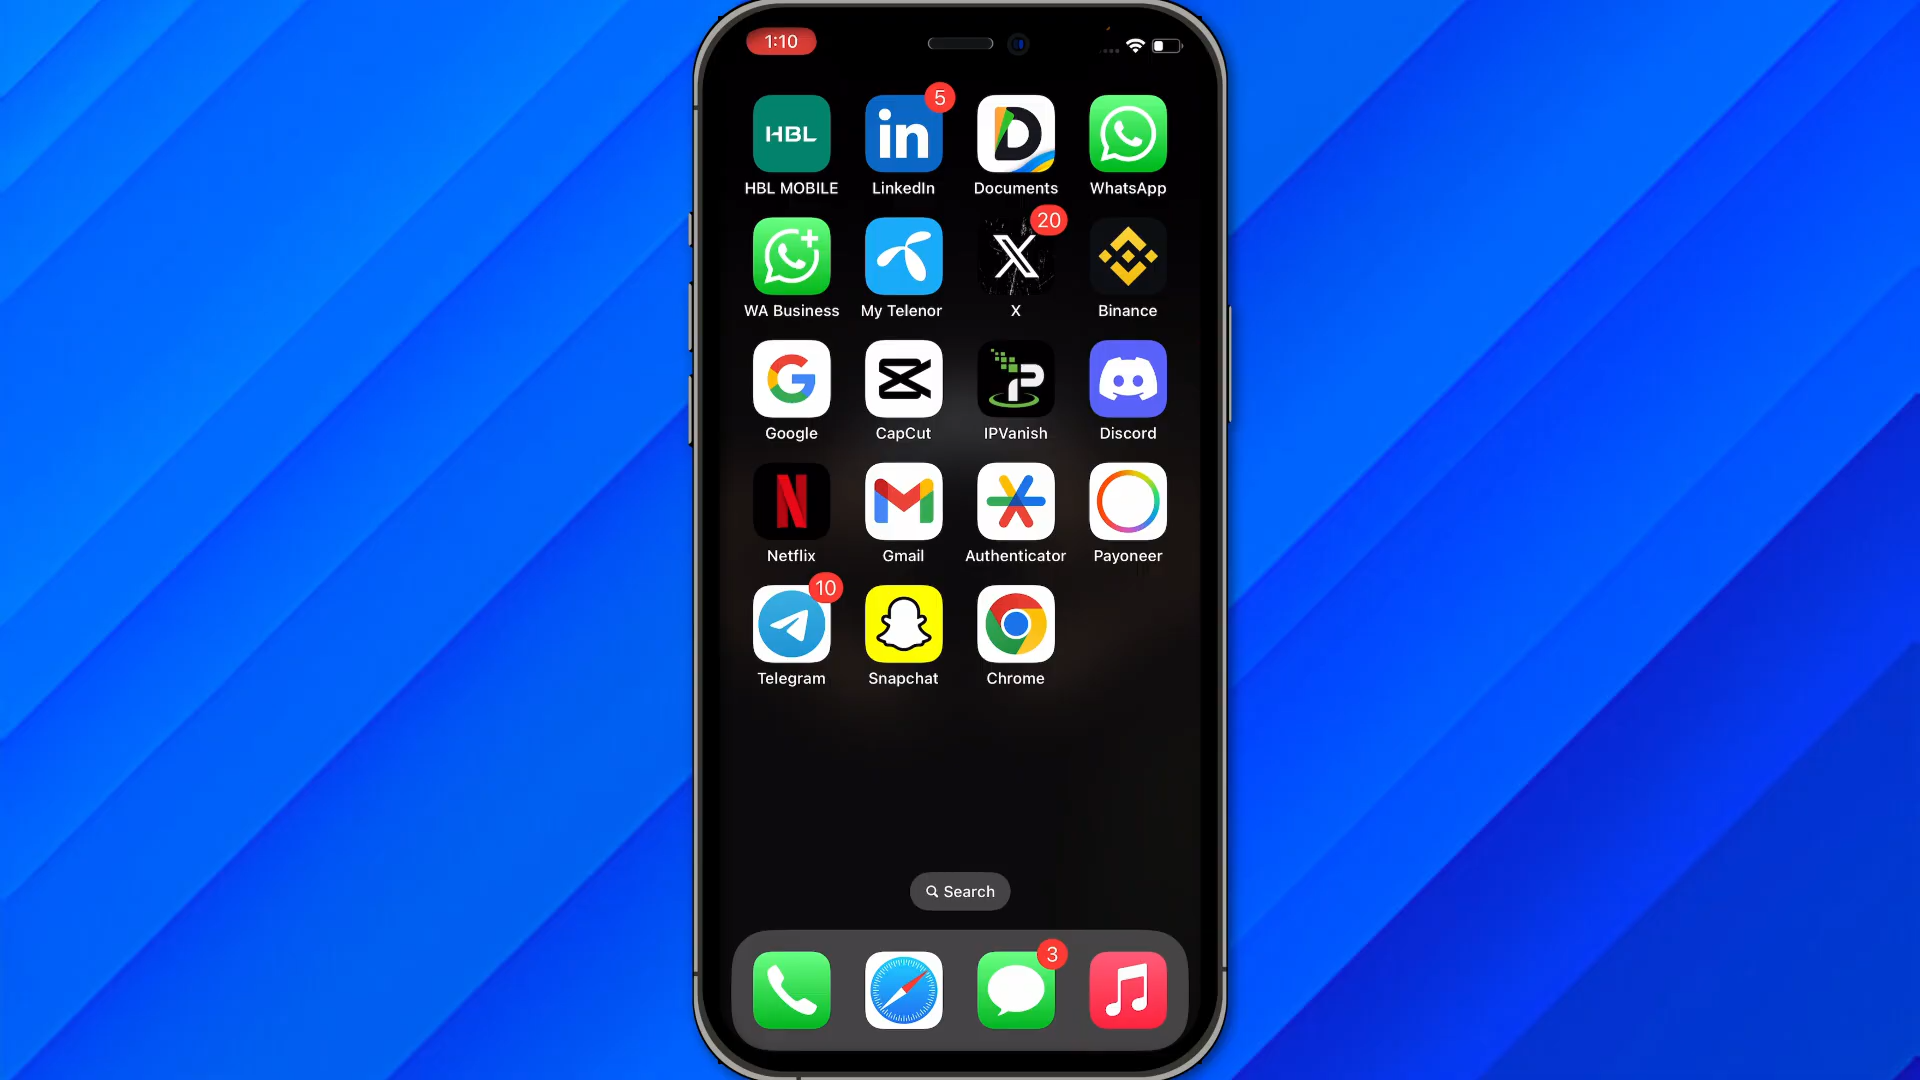 1:10
5
HBL
in
HBL MOBILE LinkedIn Documents WhatsApp
20
WA Business My Telenor X Binance
Google CapCut IPVanish Discord
Netflix Gmail Authenticator Payoneer
10
Telegram Snapchat Chrome
Search
3